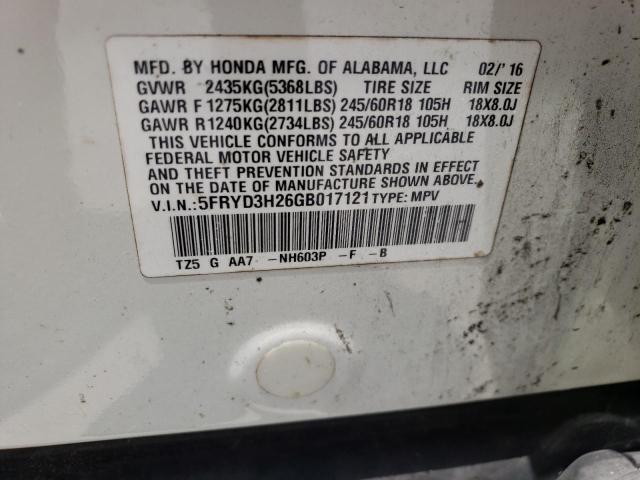 MFD. BY HONDA MFG. OF ALABAMA, LLC 02/'16
GVWR 2435KG(5368LBS) TIRE SIZE RIM SIZE
GAWR F 1275KG(2811LBS) 245/60R18 105H 18X8.0J
GAWR R1240KG(2734LBS) 245/60R18 105H 18X8.0J
THIS VEHICLE CONFORMS TO ALL APPLICABLE
FEDERAL MOTOR VEHICLE SAFETY
AND THEFT PREVENTION STANDARDS IN EFFECT
ON THE DATE OF MANUFACTURE SHOWN ABOVE.
V.I.N.:5FRYD3H26GB017121 TYPE: MPV
TZ5 G AA7 -NH603P -F -B